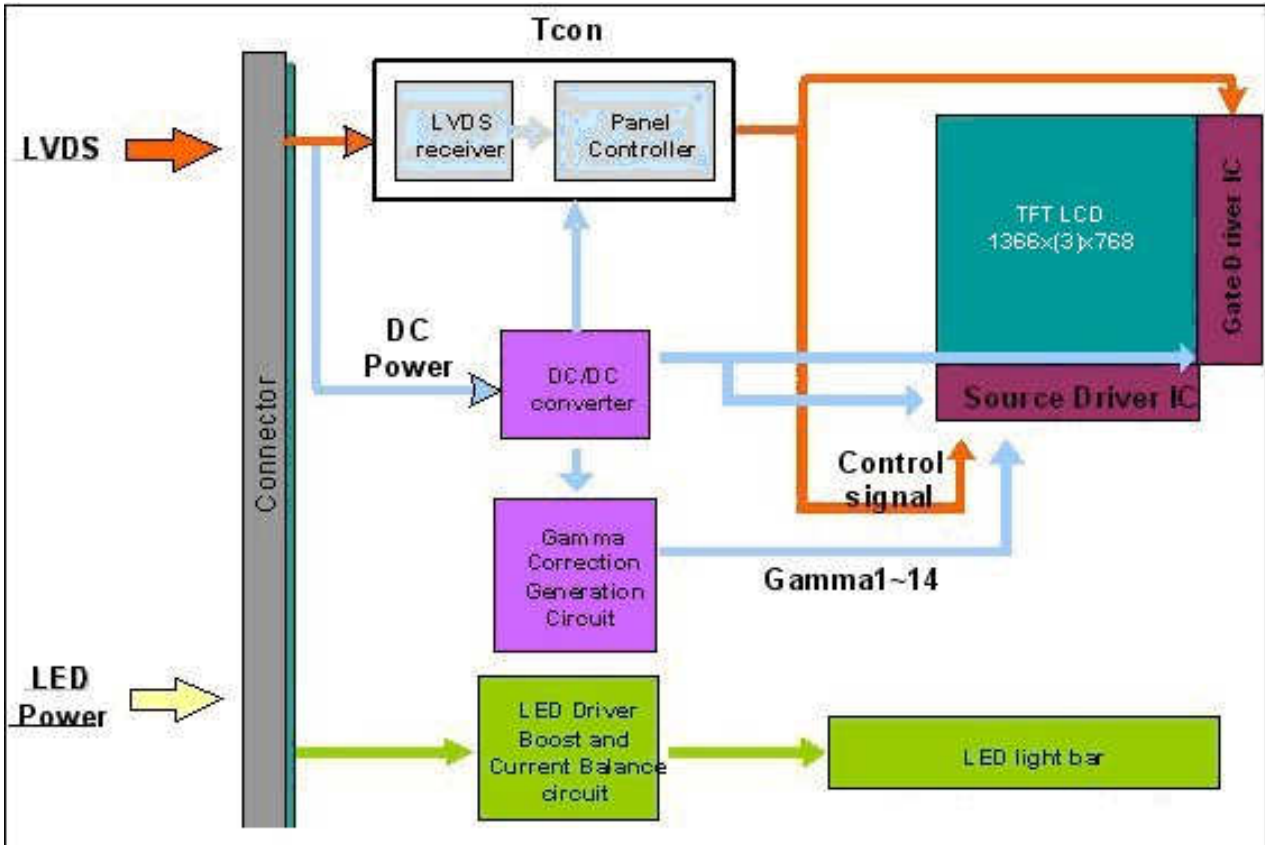 Tcon
LVDS
LVDS
receiver
Panel
Controller
TFT LCD
1366x(3)x768
Gate Driver IC
DC
Power
DC/DC
converter
Source Driver IC
Connector
Control
signal
Gamma
Correction
Generation
Circuit
Gamma1~14
LED
Power
LED Driver
Boost and
Current Balance
circuit
LED light bar